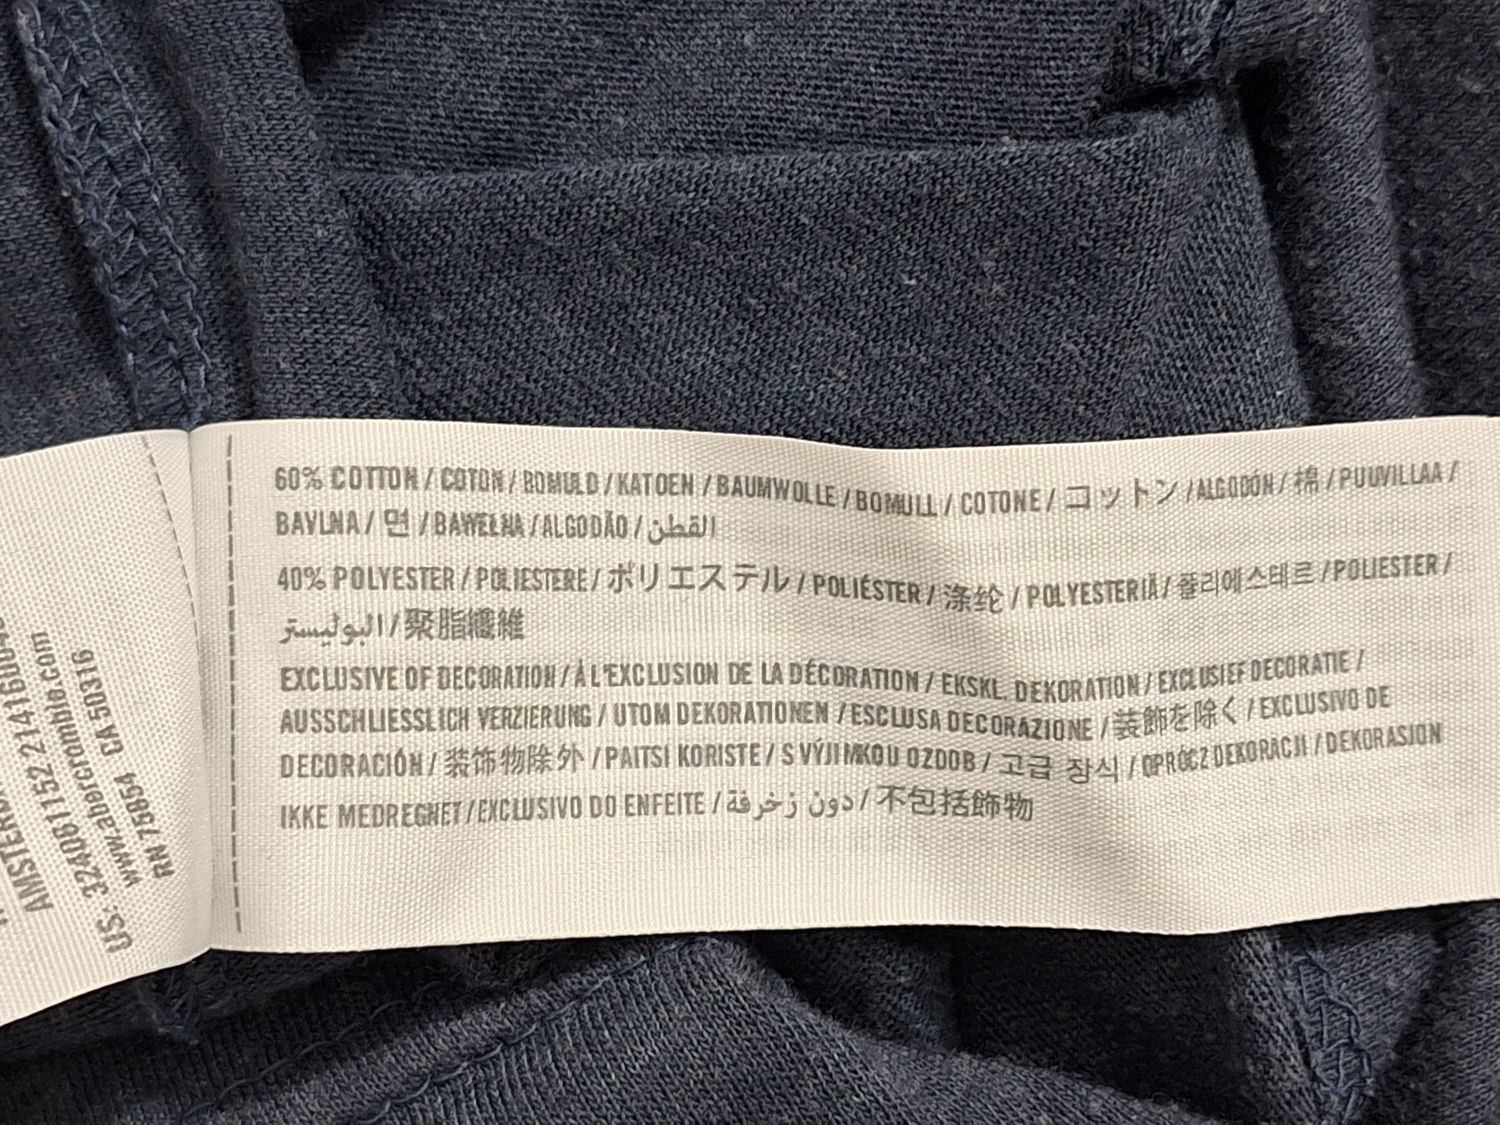 60% COTTON / COTON / BOMULD / KATOEN / BAUMWOLLE / BOMULL / COTONE / コットン / ALGODÓN / 棉 / PUUVILLAA /
BAVLNA / 면 / BAWEŁNA / ALGODÃO / القطن
40% POLYESTER / POLIESTERE / ポリエステル / POLIÉSTER / 涤纶 / POLYESTERIÄ / 폴리에스테르 / POLIESTER /
البوليستر / 聚脂纖維
EXCLUSIVE OF DECORATION / À L'EXCLUSION DE LA DÉCORATION / EKSKL. DEKORATION / EXCLUSIEF DECORATIE /
AUSSCHLIESSLICH VERZIERUNG / UTOM DEKORATIONEN / ESCLUSA DECORAZIONE / 装飾を除く / EXCLUSIVO DE
DECORACIÓN / 装饰物除外 / PAITSI KORISTE / S VÝJIMKOU OZDOB / 고급 장식 / OPRÓCZ DEKORACJI / DEKORASJON
IKKE MEDREGNET / EXCLUSIVO DO ENFEITE / دون زخرفة / 不包括飾物
US: 3240B1152,
www.abercrombie.com
RN 75654 CA 50316